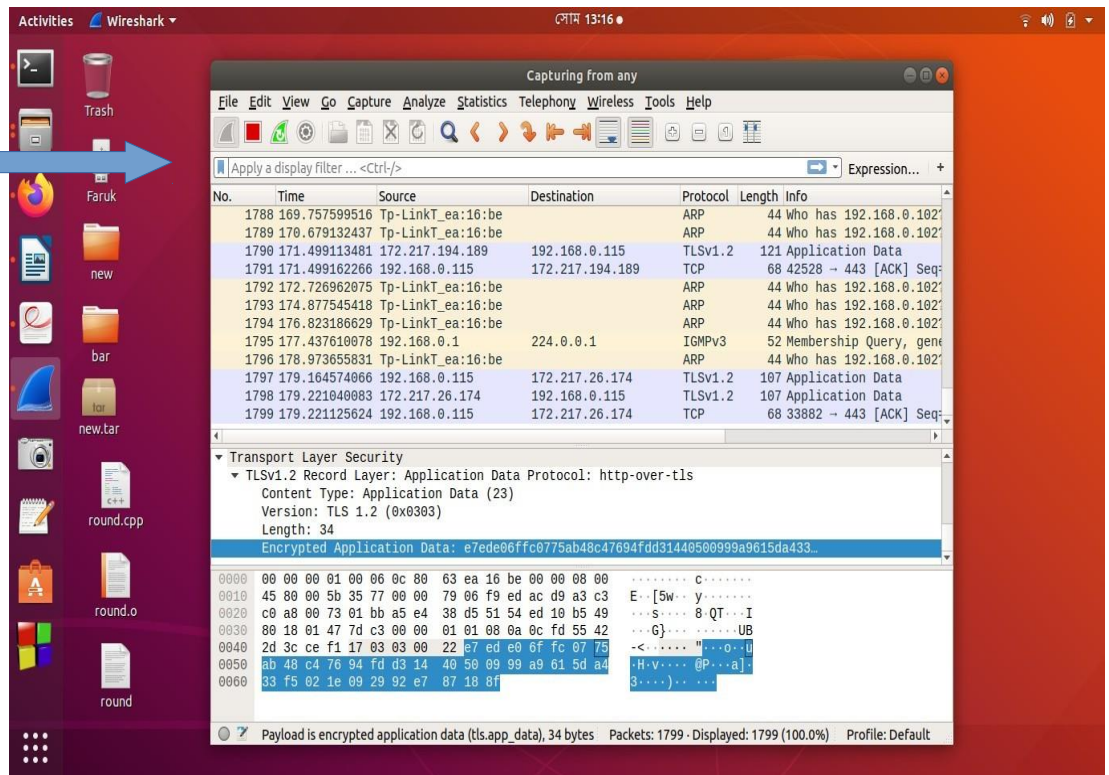 Activities Wireshark
সোম 13:16
Trash
Faruk
new
bar
tar
new.tar
c++
round.cpp
round.o
round
Capturing from any
File Edit View Go Capture Analyze Statistics Telephony Wireless Tools Help
Apply a display filter ... <Ctrl-/> Expression... +
No. Time Source Destination Protocol Length Info
1788 169.757599516 Tp-LinkT_ea:16:be ARP 44 Who has 192.168.0.102?
1789 170.679132437 Tp-LinkT_ea:16:be ARP 44 Who has 192.168.0.102?
1790 171.499113481 172.217.194.189 192.168.0.115 TLSv1.2 121 Application Data
1791 171.499162266 192.168.0.115 172.217.194.189 TCP 68 42528 → 443 [ACK] Seq=
1792 172.726962075 Tp-LinkT_ea:16:be ARP 44 Who has 192.168.0.102?
1793 174.877545418 Tp-LinkT_ea:16:be ARP 44 Who has 192.168.0.102?
1794 176.823186629 Tp-LinkT_ea:16:be ARP 44 Who has 192.168.0.102?
1795 177.437610078 192.168.0.1 224.0.0.1 IGMPv3 52 Membership Query, gene
1796 178.973655831 Tp-LinkT_ea:16:be ARP 44 Who has 192.168.0.102?
1797 179.164574066 192.168.0.115 172.217.26.174 TLSv1.2 107 Application Data
1798 179.221040083 172.217.26.174 192.168.0.115 TLSv1.2 107 Application Data
1799 179.221125624 192.168.0.115 172.217.26.174 TCP 68 33882 → 443 [ACK] Seq=
Transport Layer Security
TLSv1.2 Record Layer: Application Data Protocol: http-over-tls
Content Type: Application Data (23)
Version: TLS 1.2 (0x0303)
Length: 34
Encrypted Application Data: e7ede06ffc0775ab48c47694fdd31440500999a9615da433…
0000 00 00 00 01 00 06 0c 80 63 ea 16 be 00 00 08 00 ········ c·······
0010 45 80 00 5b 35 77 00 00 79 06 f9 ed ac d9 a3 c3 E··[5w·· y·······
0020 c0 a8 00 73 01 bb a5 e4 38 d5 51 54 ed 10 b5 49 ···s···· 8·QT···I
0030 80 18 01 47 7d c3 00 00 01 01 08 0a 0c fd 55 42 ···G}··· ······UB
0040 2d 3c ce f1 17 03 03 00 22 e7 ed e0 6f fc 07 75 -<······ "···o··u
0050 ab 48 c4 76 94 fd d3 14 40 50 09 99 a9 61 5d a4 ·H·v···· @P···a]·
0060 33 f5 02 1e 09 29 92 e7 87 18 8f 3····)·· ···
Payload is encrypted application data (tls.app_data), 34 bytes Packets: 1799 · Displayed: 1799 (100.0%) Profile: Default